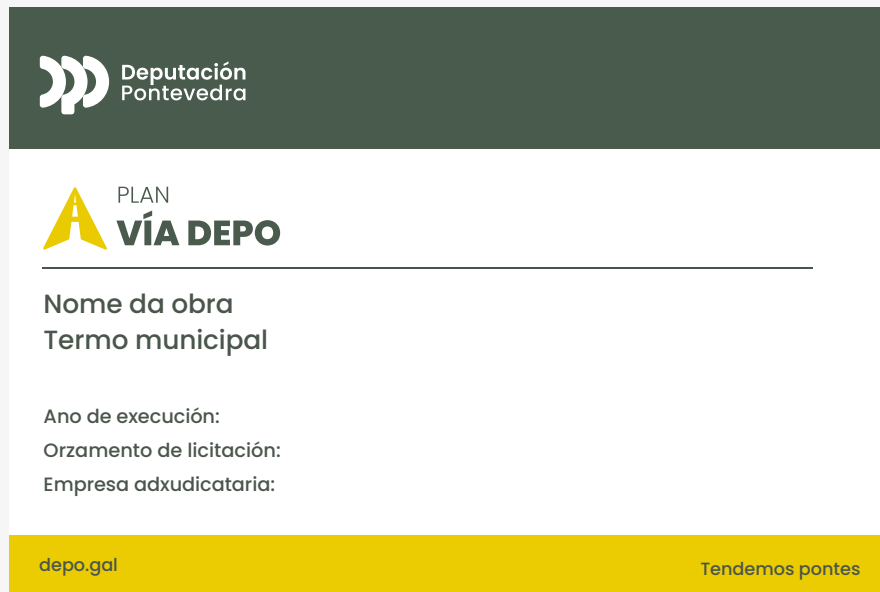 Deputación
Pontevedra
PLAN
VÍA DEPO
Nome da obra
Termo municipal
Ano de execución:
Orzamento de licitación:
Empresa adxudicataria:
depo.gal
Tendemos pontes